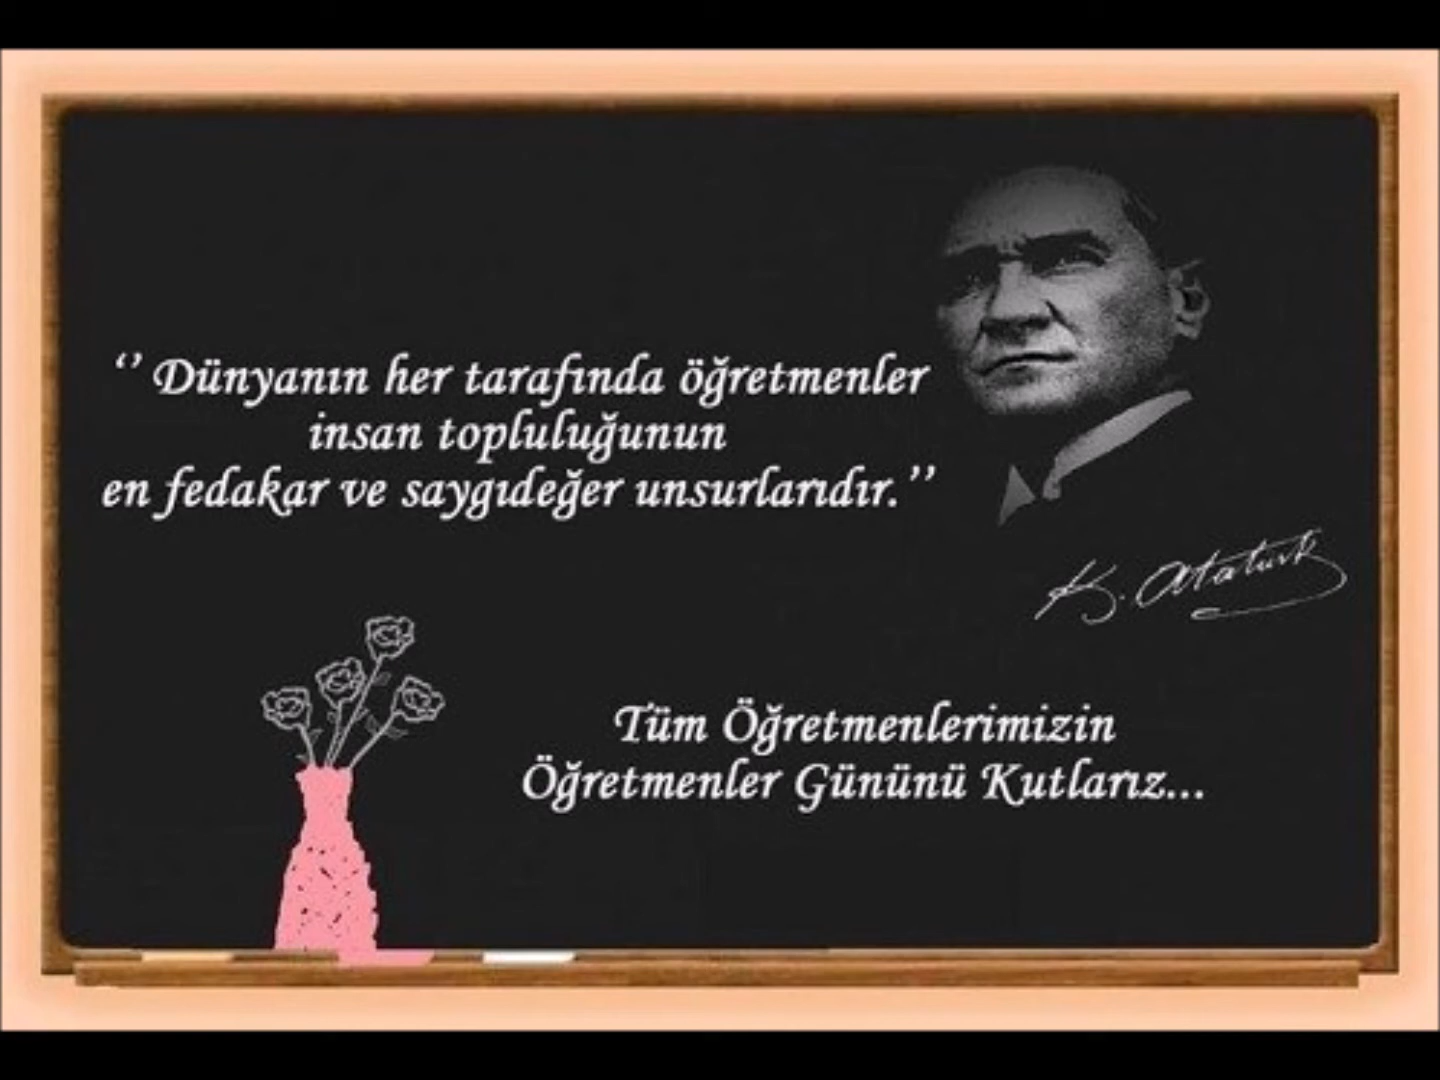 ‘’ Dünyanın her tarafında öğretmenler
insan topluluğunun
en fedakar ve saygıdeğer unsurlarıdır.’’
K. Atatürk
Tüm Öğretmenlerimizin
Öğretmenler Gününü Kutlarız...